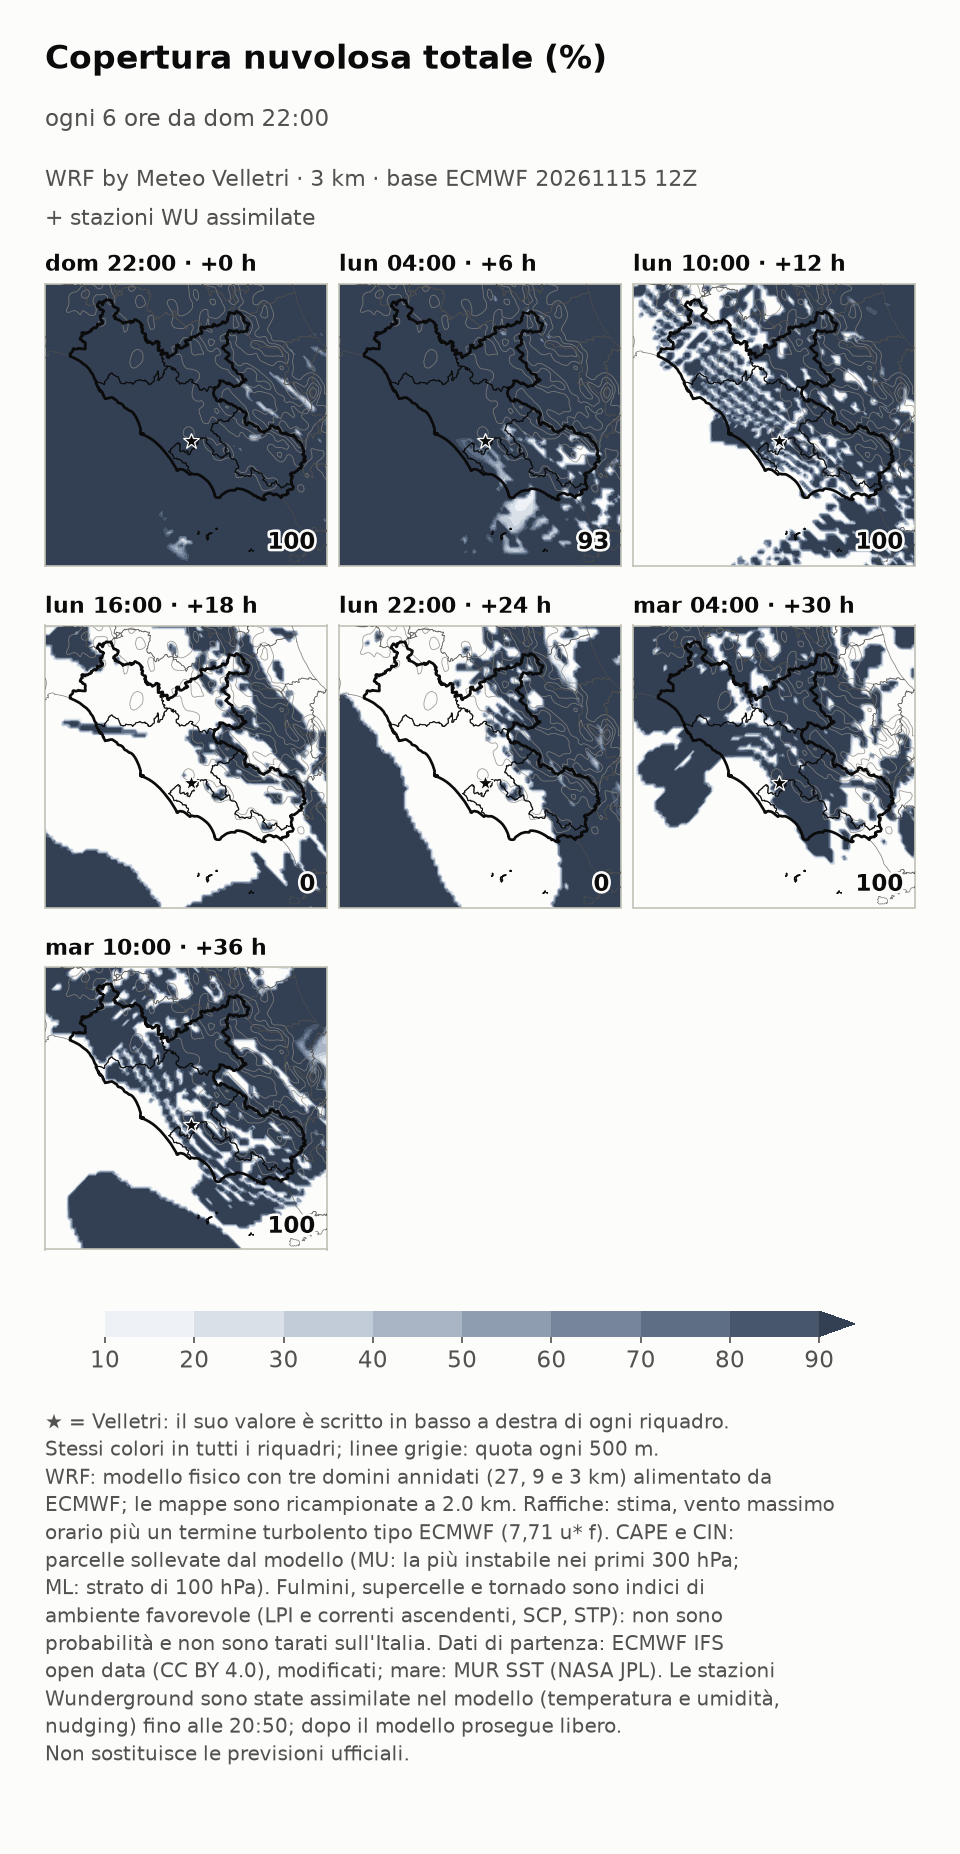 Copertura nuvolosa totale (%)
ogni 6 ore da dom 22:00
WRF by Meteo Velletri · 3 km · base ECMWF 20261115 12Z
+ stazioni WU assimilate
dom 22:00 · +0 h
lun 04:00 · +6 h
lun 10:00 · +12 h
100
93
100
lun 16:00 · +18 h
lun 22:00 · +24 h
mar 04:00 · +30 h
0
0
100
mar 10:00 · +36 h
100
10 20 30 40 50 60 70 80 90
★ = Velletri: il suo valore è scritto in basso a destra di ogni riquadro.
Stessi colori in tutti i riquadri; linee grigie: quota ogni 500 m.
WRF: modello fisico con tre domini annidati (27, 9 e 3 km) alimentato da
ECMWF; le mappe sono ricampionate a 2.0 km. Raffiche: stima, vento massimo
orario più un termine turbolento tipo ECMWF (7,71 u* f). CAPE e CIN:
parcelle sollevate dal modello (MU: la più instabile nei primi 300 hPa;
ML: strato di 100 hPa). Fulmini, supercelle e tornado sono indici di
ambiente favorevole (LPI e correnti ascendenti, SCP, STP): non sono
probabilità e non sono tarati sull'Italia. Dati di partenza: ECMWF IFS
open data (CC BY 4.0), modificati; mare: MUR SST (NASA JPL). Le stazioni
Wunderground sono state assimilate nel modello (temperatura e umidità,
nudging) fino alle 20:50; dopo il modello prosegue libero.
Non sostituisce le previsioni ufficiali.